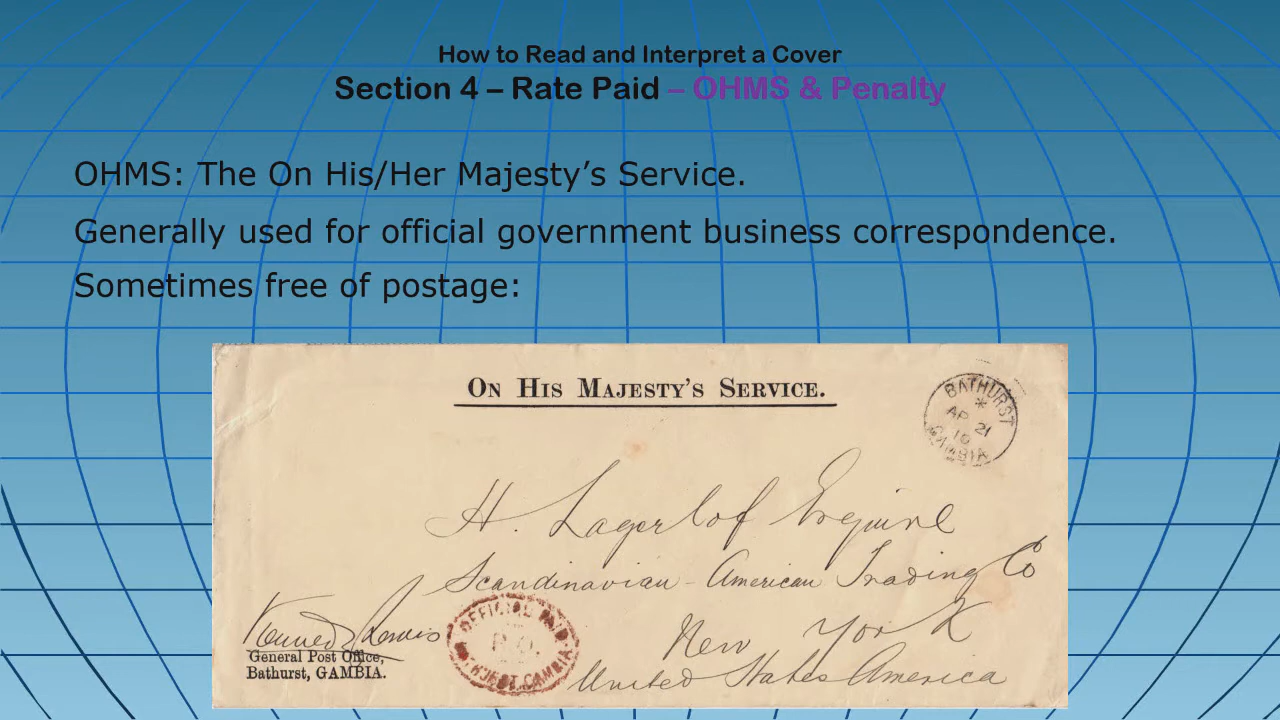 How to Read and Interpret a Cover
Section 4 – Rate Paid – OHMS & Penalty
OHMS: The On His/Her Majesty’s Service.
Generally used for official government business correspondence.
Sometimes free of postage:
ON HIS MAJESTY'S SERVICE.
BATHURST
AP 21
10
GAMBIA
H. Lagerlof Esquire
Scandinavian - American Trading Co
New York
United States America
General Post Office,
Bathurst, GAMBIA.
OFFICIAL PAID
GAMBIA